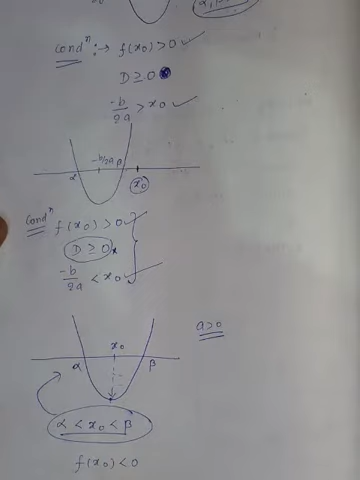 α, β
condⁿ :→ f(x₀) > 0 ✓
D ≥ 0
-b/2a > x₀ ✓
α -b/2a β x₀
condⁿ f(x₀) > 0 ✓
D ≥ 0
-b/2a < x₀ ✓
a>0
x₀
α β
α < x₀ < β
f(x₀) < 0